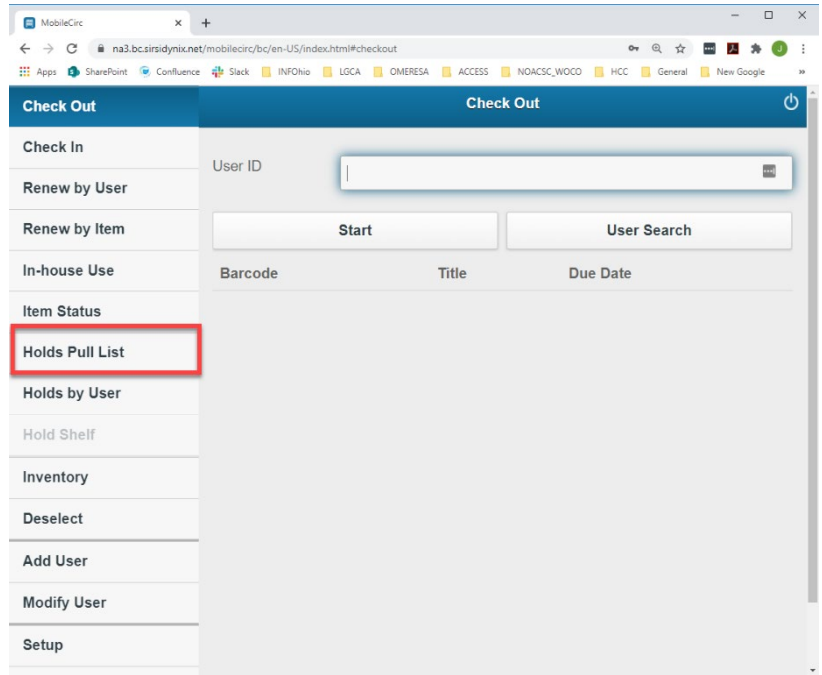 MobileCirc
na3.bc.sirsidynix.net/mobilecirc/bc/en-US/index.html#checkout
J
Apps SharePoint Confluence Slack INFOhio LGCA OMERESA ACCESS NOACSC_WOCO HCC General New Google »
Check Out
Check Out
Check In
User ID
Renew by User
Renew by Item
Start User Search
In-house Use
Barcode Title Due Date
Item Status
Holds Pull List
Holds by User
Hold Shelf
Inventory
Deselect
Add User
Modify User
Setup